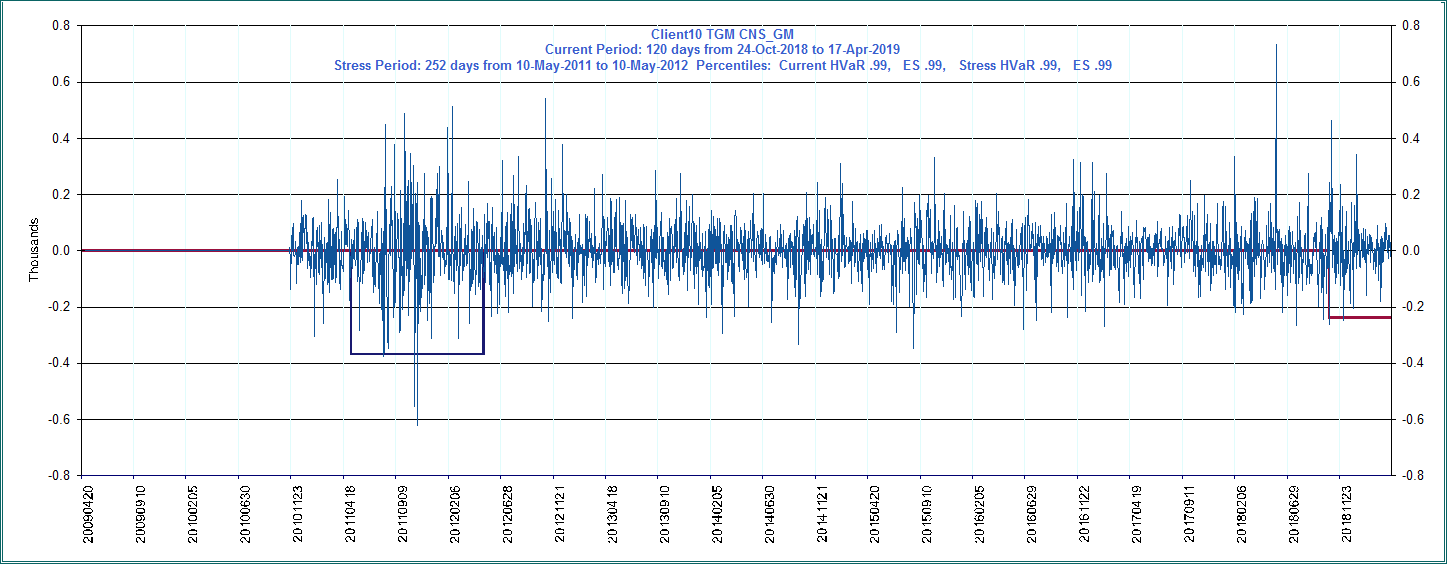 Client10 TGM CNS_GM
Current Period: 120 days from 24-Oct-2018 to 17-Apr-2019
Stress Period: 252 days from 10-May-2011 to 10-May-2012 Percentiles: Current HVaR .99, ES .99, Stress HVaR .99, ES .99
0.8 0.8
0.6 0.6
0.4 0.4
0.2 0.2
0.0 0.0
-0.2 -0.2
-0.4 -0.4
-0.6 -0.6
-0.8 -0.8
Thousands
20090420 20090910 20100205 20100630 20101123 20110418 20110909 20120206 20120628 20121121 20130418 20130910 20140205 20140630 20141121 20150420 20150910 20160205 20160629 20161122 20170419 20170911 20180206 20180629 20181123